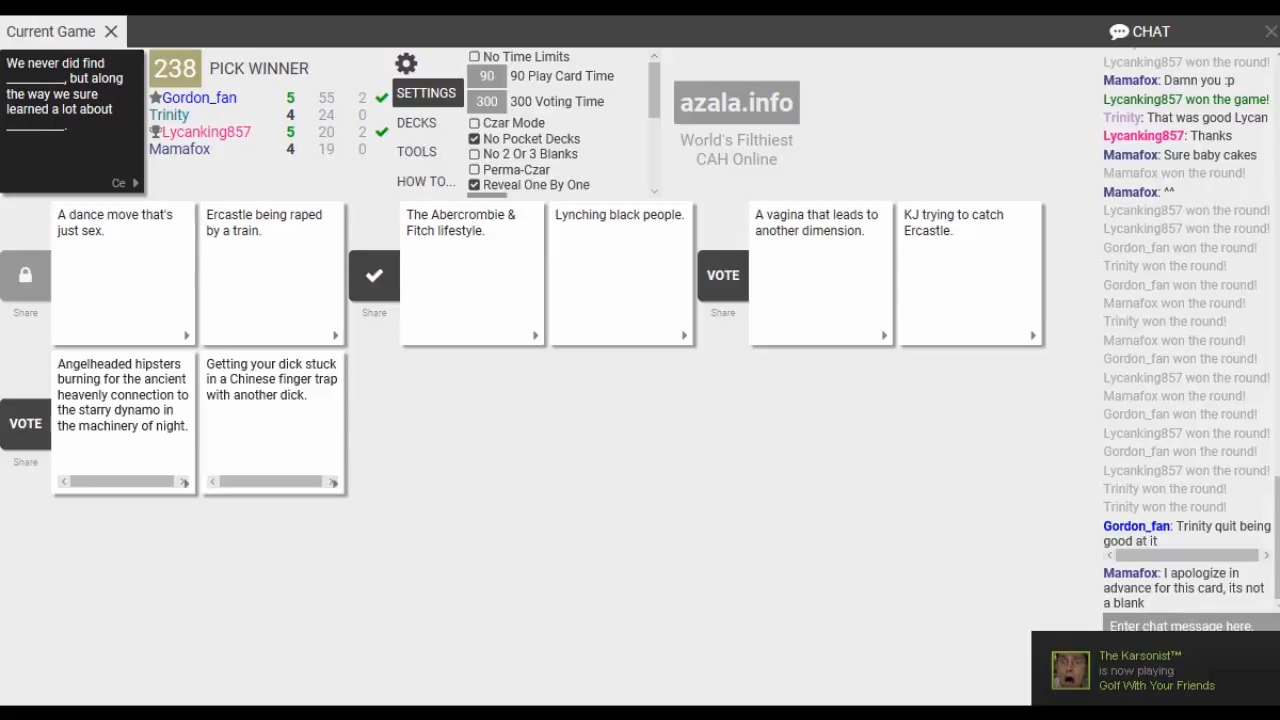 Current Game
CHAT
We never did find
________, but along
the way we sure
learned a lot about
________.
Ce
238 PICK WINNER
Gordon_fan 5 55 2
Trinity 4 24 0
Lycanking857 5 20 2
Mamafox 4 19 0
SETTINGS
DECKS
TOOLS
HOW TO...
No Time Limits
90 90 Play Card Time
300 300 Voting Time
Czar Mode
No Pocket Decks
No 2 Or 3 Blanks
Perma-Czar
Reveal One By One
azala.info
World's Filthiest
CAH Online
Share
A dance move that's
just sex.
Ercastle being raped
by a train.
Share
The Abercrombie &
Fitch lifestyle.
Lynching black people.
VOTE
Share
A vagina that leads to
another dimension.
KJ trying to catch
Ercastle.
VOTE
Share
Angelheaded hipsters
burning for the ancient
heavenly connection to
the starry dynamo in
the machinery of night.
Getting your dick stuck
in a Chinese finger trap
with another dick.
Lycanking857 won the round!
Mamafox: Damn you :p
Lycanking857 won the game!
Trinity: That was good Lycan
Lycanking857: Thanks
Mamafox: Sure baby cakes
Mamafox won the round!
Mamafox: ^^
Lycanking857 won the round!
Lycanking857 won the round!
Gordon_fan won the round!
Trinity won the round!
Gordon_fan won the round!
Mamafox won the round!
Trinity won the round!
Mamafox won the round!
Gordon_fan won the round!
Lycanking857 won the round!
Mamafox won the round!
Gordon_fan won the round!
Lycanking857 won the round!
Gordon_fan won the round!
Lycanking857 won the round!
Trinity won the round!
Trinity won the round!
Gordon_fan: Trinity quit being
good at it
Mamafox: I apologize in
advance for this card, its not
a blank
Enter chat message here.
The Karsonist™
is now playing
Golf With Your Friends